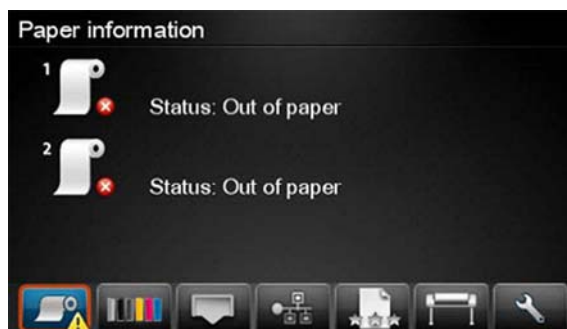 Paper information
1
Status: Out of paper
2
Status: Out of paper